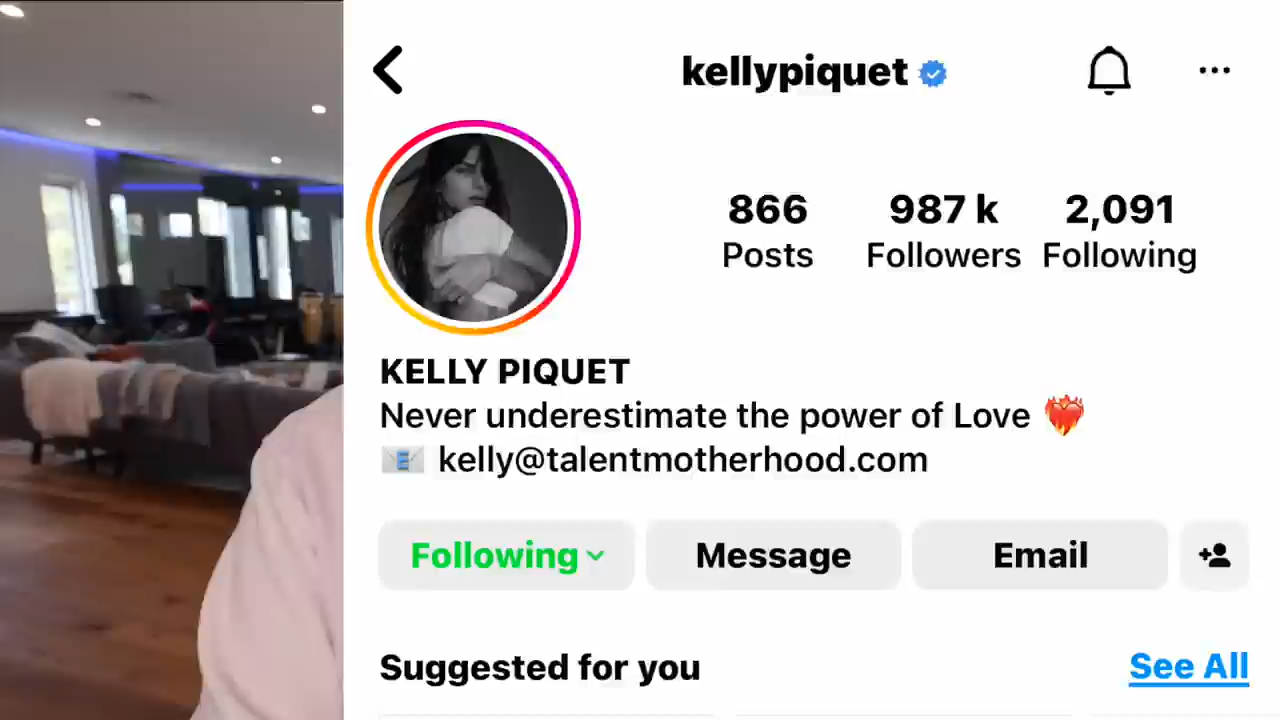 kellypiquet
866 987 k 2,091
Posts Followers Following
KELLY PIQUET
Never underestimate the power of Love ❤️‍🔥
📧 kelly@talentmotherhood.com
Following Message Email
Suggested for you See All